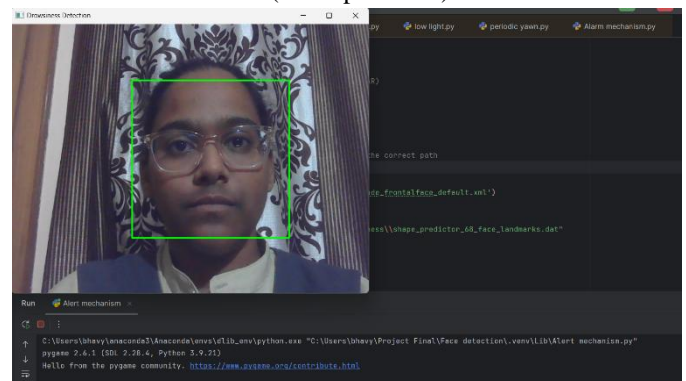 Drowsiness Detection
.py low light.py periodic yawn.py Alarm mechanism.py
he correct path
de_frontalface_default.xml')
ess\\shape_predictor_68_face_landmarks.dat"
Run Alert mechanism
C:\Users\bhavy\anaconda3\Anaconda\envs\dlib_env\python.exe "C:\Users\bhavy\Project Final\Face detection\.venv\Lib\Alert mechanism.py"
pygame 2.6.1 (SDL 2.28.4, Python 3.9.21)
Hello from the pygame community. https://www.pygame.org/contribute.html